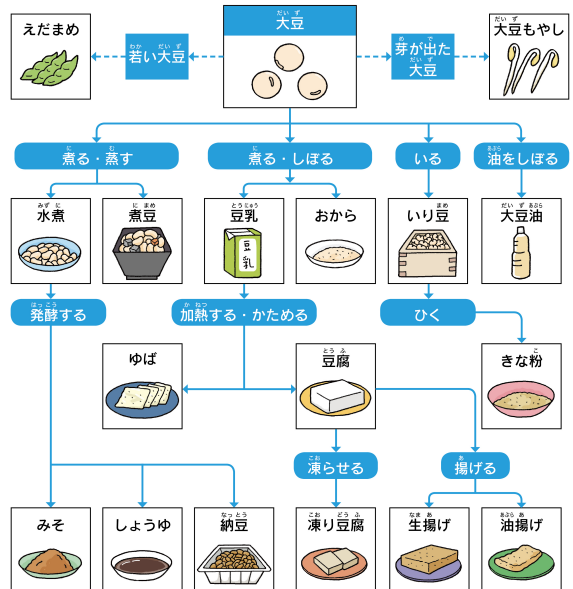 えだまめ
若い大豆
大豆
芽が出た
大豆
大豆もやし
煮る・蒸す
煮る・しぼる
いる
油をしぼる
水煮
煮豆
豆乳
豆
乳
おから
いり豆
大豆油
発酵する
加熱する・かためる
ひく
ゆば
豆腐
きな粉
凍らせる
揚げる
みそ
しょうゆ
納豆
凍り豆腐
生揚げ
油揚げ